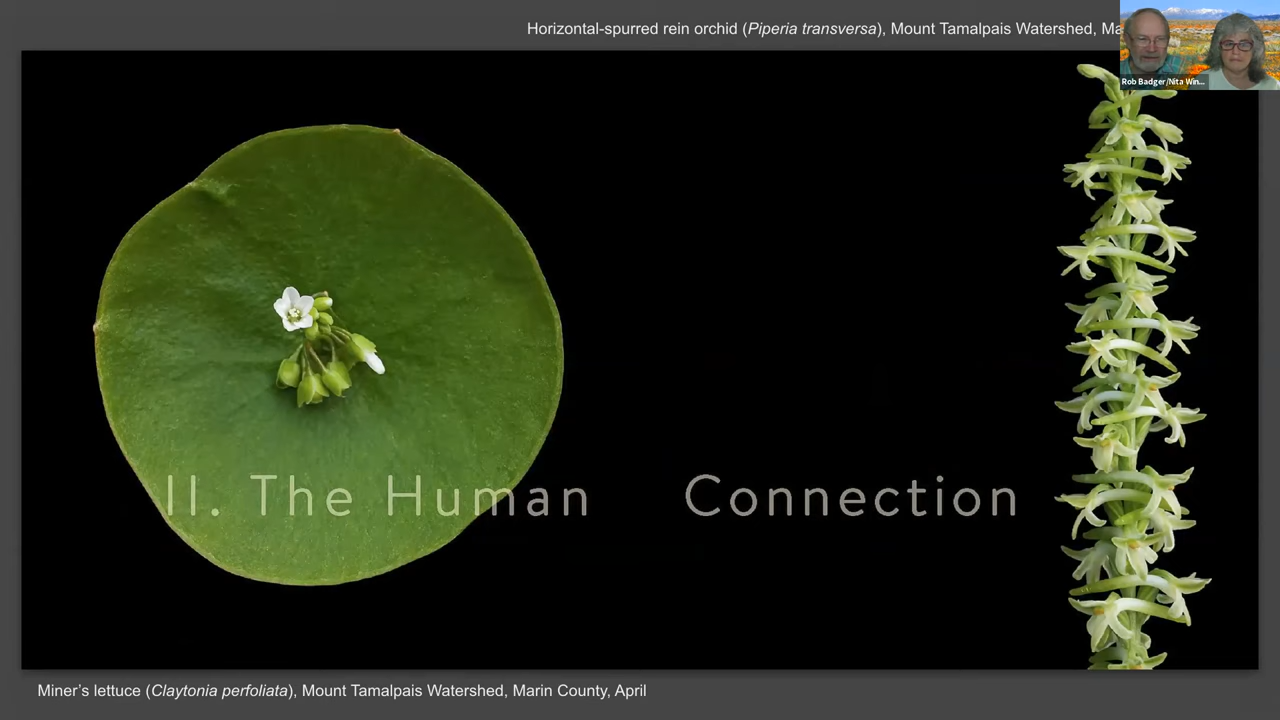 Horizontal-spurred rein orchid (Piperia transversa), Mount Tamalpais Watershed, Ma
Rob Badger/Nita Win...
II. The Human Connection
Miner’s lettuce (Claytonia perfoliata), Mount Tamalpais Watershed, Marin County, April